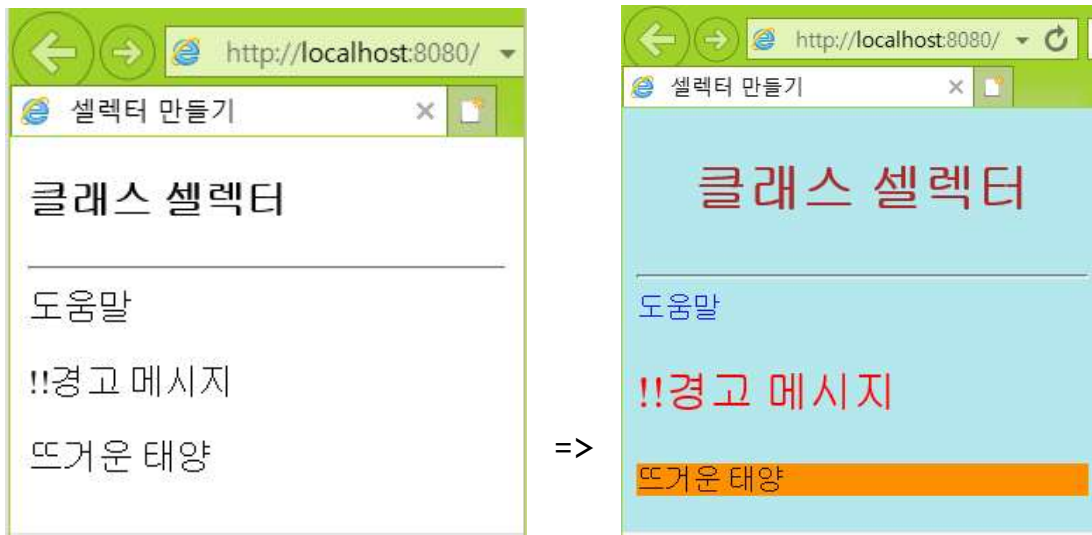 http://localhost:8080/
셀렉터 만들기
클래스 셀렉터
도움말
!!경고 메시지
뜨거운 태양
=>
http://localhost:8080/
셀렉터 만들기
클래스 셀렉터
도움말
!!경고 메시지
뜨거운 태양